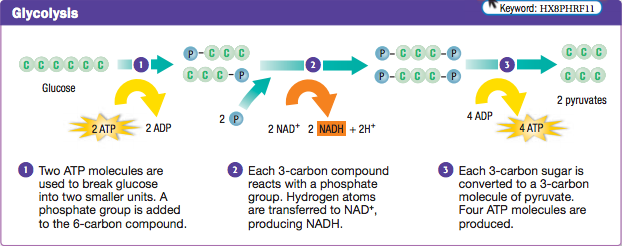 Glycolysis
Keyword: HX8PHRF11
C C C C C C
Glucose
1
2 ATP
2 ADP
P C C C
C C C P
2 P
2
2 NAD+ 2 NADH + 2H+
P C C C P
P C C C P
3
4 ADP
4 ATP
C C C
C C C
2 pyruvates
1 Two ATP molecules are
used to break glucose
into two smaller units. A
phosphate group is added
to the 6-carbon compound.
2 Each 3-carbon compound
reacts with a phosphate
group. Hydrogen atoms
are transferred to NAD+,
producing NADH.
3 Each 3-carbon sugar is
converted to a 3-carbon
molecule of pyruvate.
Four ATP molecules are
produced.